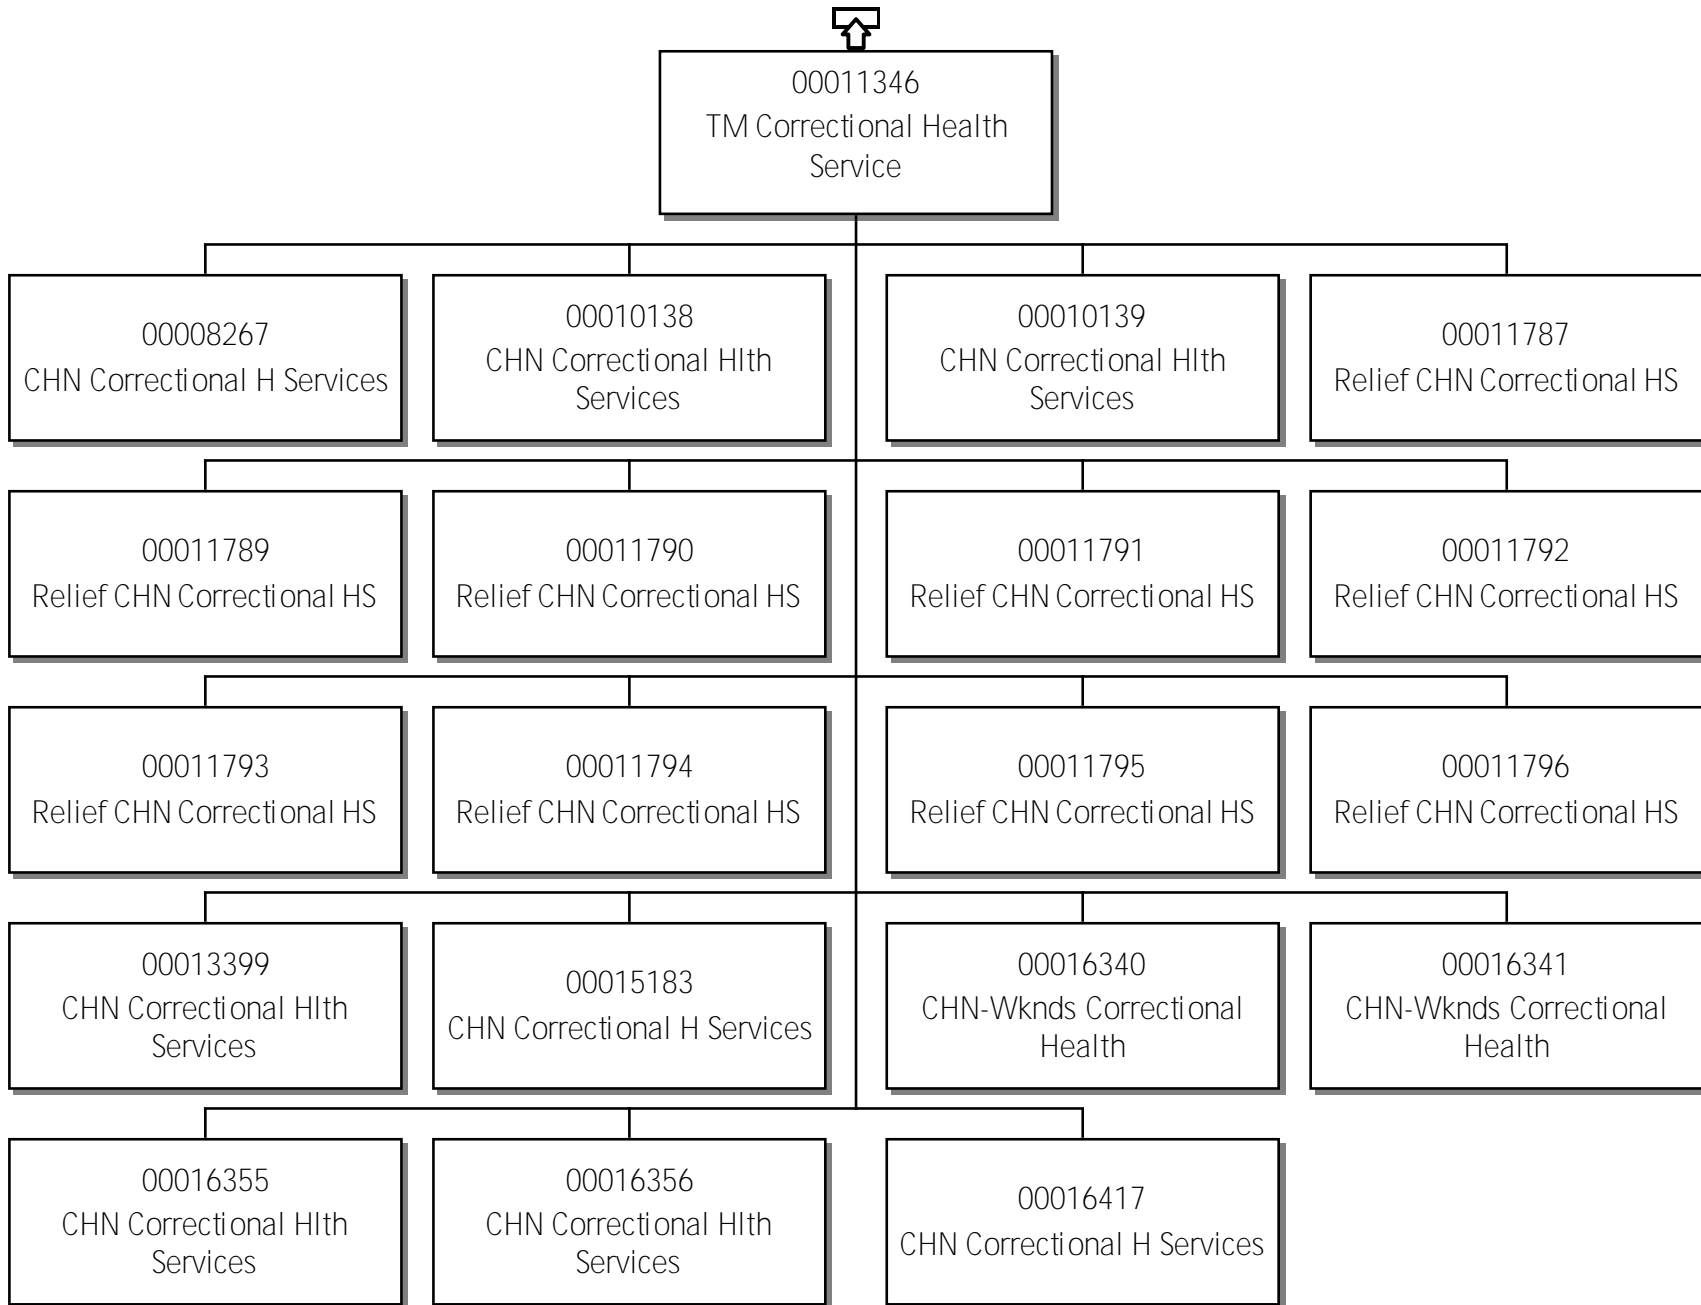 00011346
TM Correctional Health
Service
00008267
CHN Correctional H Services
00010138
CHN Correctional Hlth
Services
00010139
CHN Correctional Hlth
Services
00011787
Relief CHN Correctional HS
00011789
Relief CHN Correctional HS
00011790
Relief CHN Correctional HS
00011791
Relief CHN Correctional HS
00011792
Relief CHN Correctional HS
00011793
Relief CHN Correctional HS
00011794
Relief CHN Correctional HS
00011795
Relief CHN Correctional HS
00011796
Relief CHN Correctional HS
00013399
CHN Correctional Hlth
Services
00015183
CHN Correctional H Services
00016340
CHN-Wknds Correctional
Health
00016341
CHN-Wknds Correctional
Health
00016355
CHN Correctional Hlth
Services
00016356
CHN Correctional Hlth
Services
00016417
CHN Correctional H Services